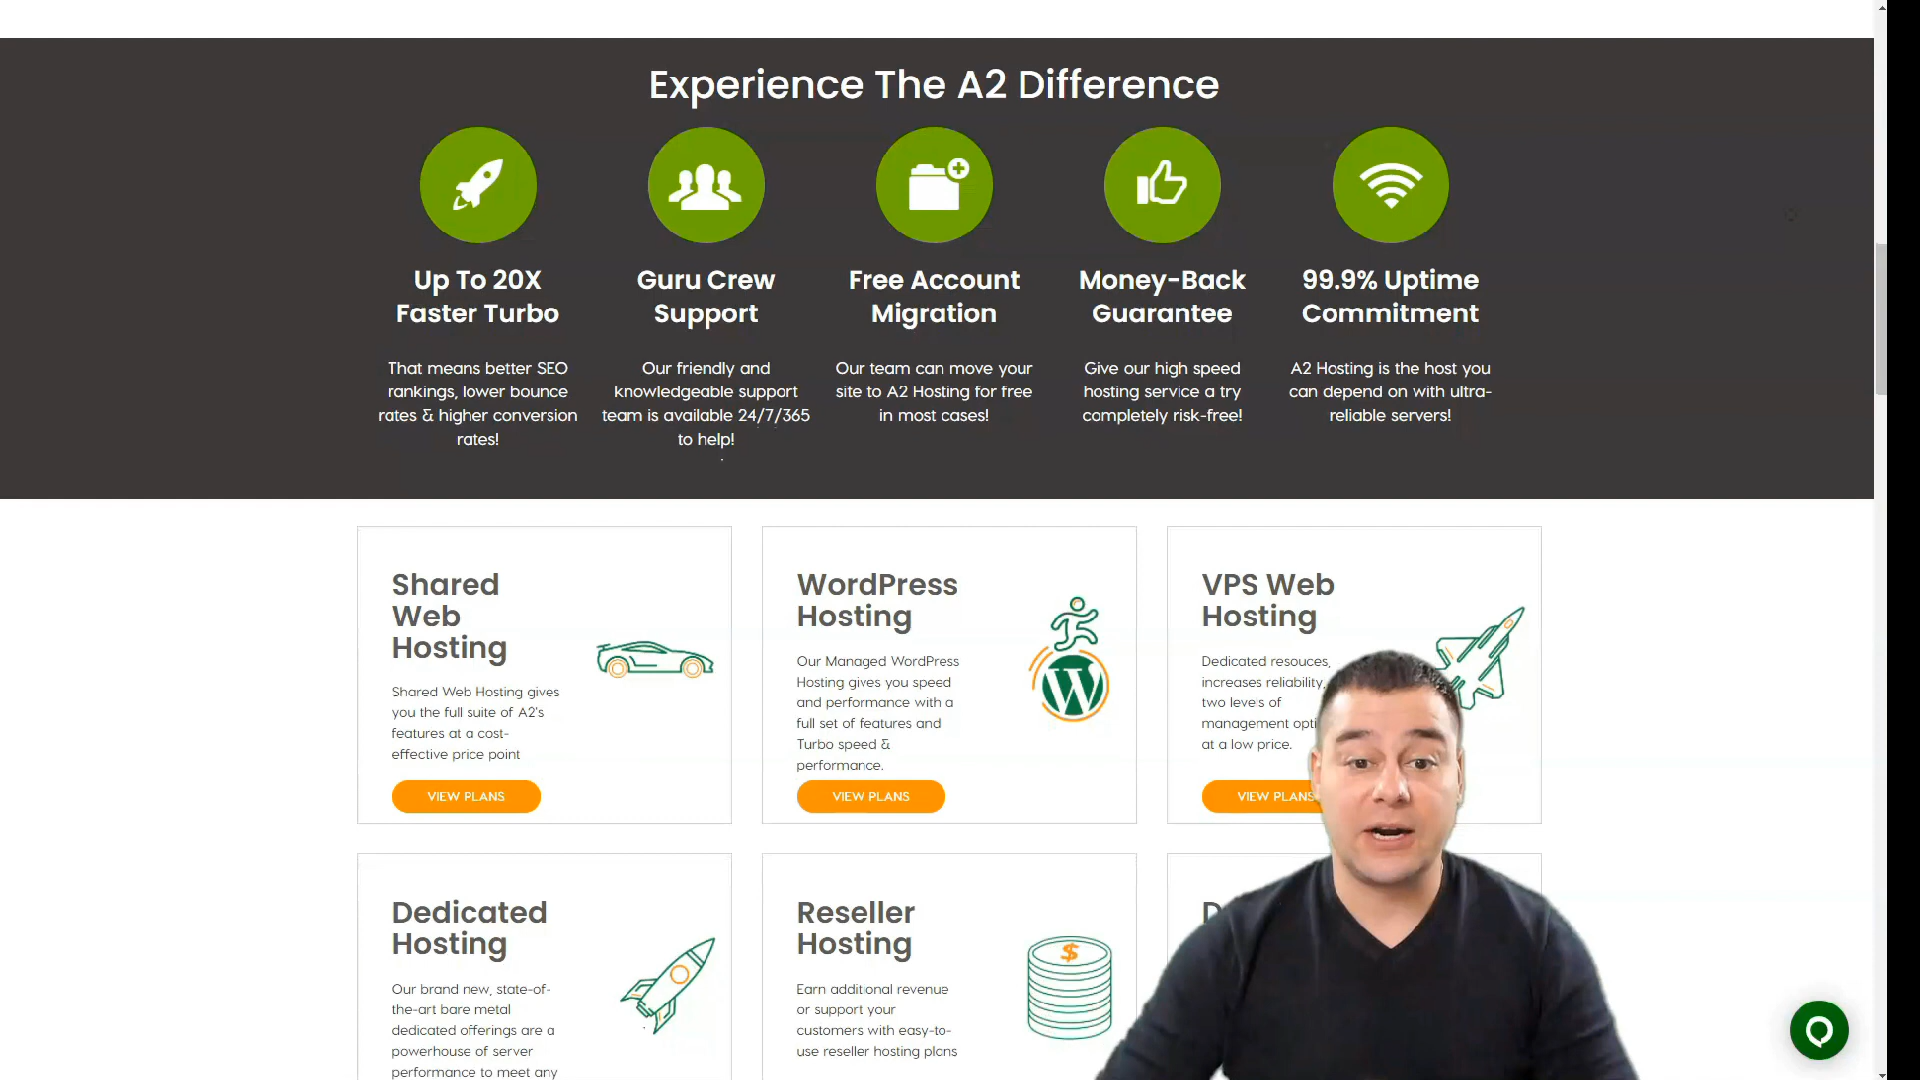 Experience The A2 Difference
Up To 20X
Faster Turbo
That means better SEO
rankings, lower bounce
rates & higher conversion
rates!
Guru Crew
Support
Our friendly and
knowledgeable support
team is available 24/7/365
to help!
Free Account
Migration
Our team can move your
site to A2 Hosting for free
in most cases!
Money-Back
Guarantee
Give our high speed
hosting service a try
completely risk-free!
99.9% Uptime
Commitment
A2 Hosting is the host you
can depend on with ultra-
reliable servers!
Shared
Web
Hosting
Shared Web Hosting gives
you the full suite of A2's
features at a cost-
effective price point
VIEW PLANS
WordPress
Hosting
Our Managed WordPress
Hosting gives you speed
and performance with a
full set of features and
Turbo speed &
performance.
VIEW PLANS
VPS Web
Hosting
Dedicated resouces,
increases reliability,
two levels of
management opti
at a low price.
VIEW PLANS
Dedicated
Hosting
Our brand new, state-of-
the-art bare metal
dedicated offerings are a
powerhouse of server
performance to meet any
Reseller
Hosting
$
Earn additional revenue
or support your
customers with easy-to-
use reseller hosting plans